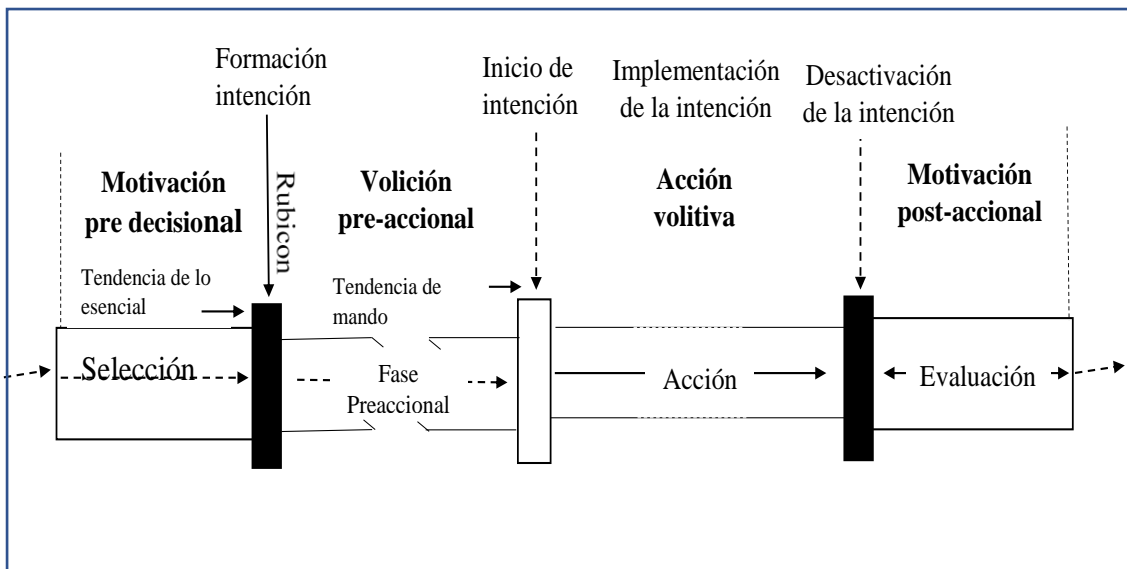 Formación
intención
Inicio de
intención
Implementación
de la intención
Desactivación
de la intención
Rubicon
Motivación
pre decisional
Volición
pre-accional
Acción
volitiva
Motivación
post-accional
Tendencia de lo
esencial
Tendencia de
mando
Selección
Fase
Preaccional
Acción
Evaluación